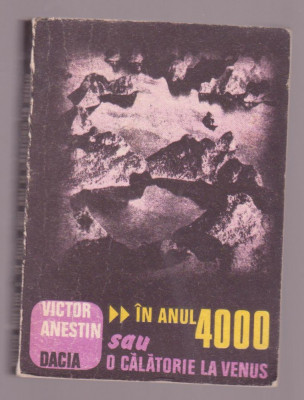 VICTOR
ANESTIN
DACIA
ÎN ANUL 4000
sau
O CĂLĂTORIE LA VENUS